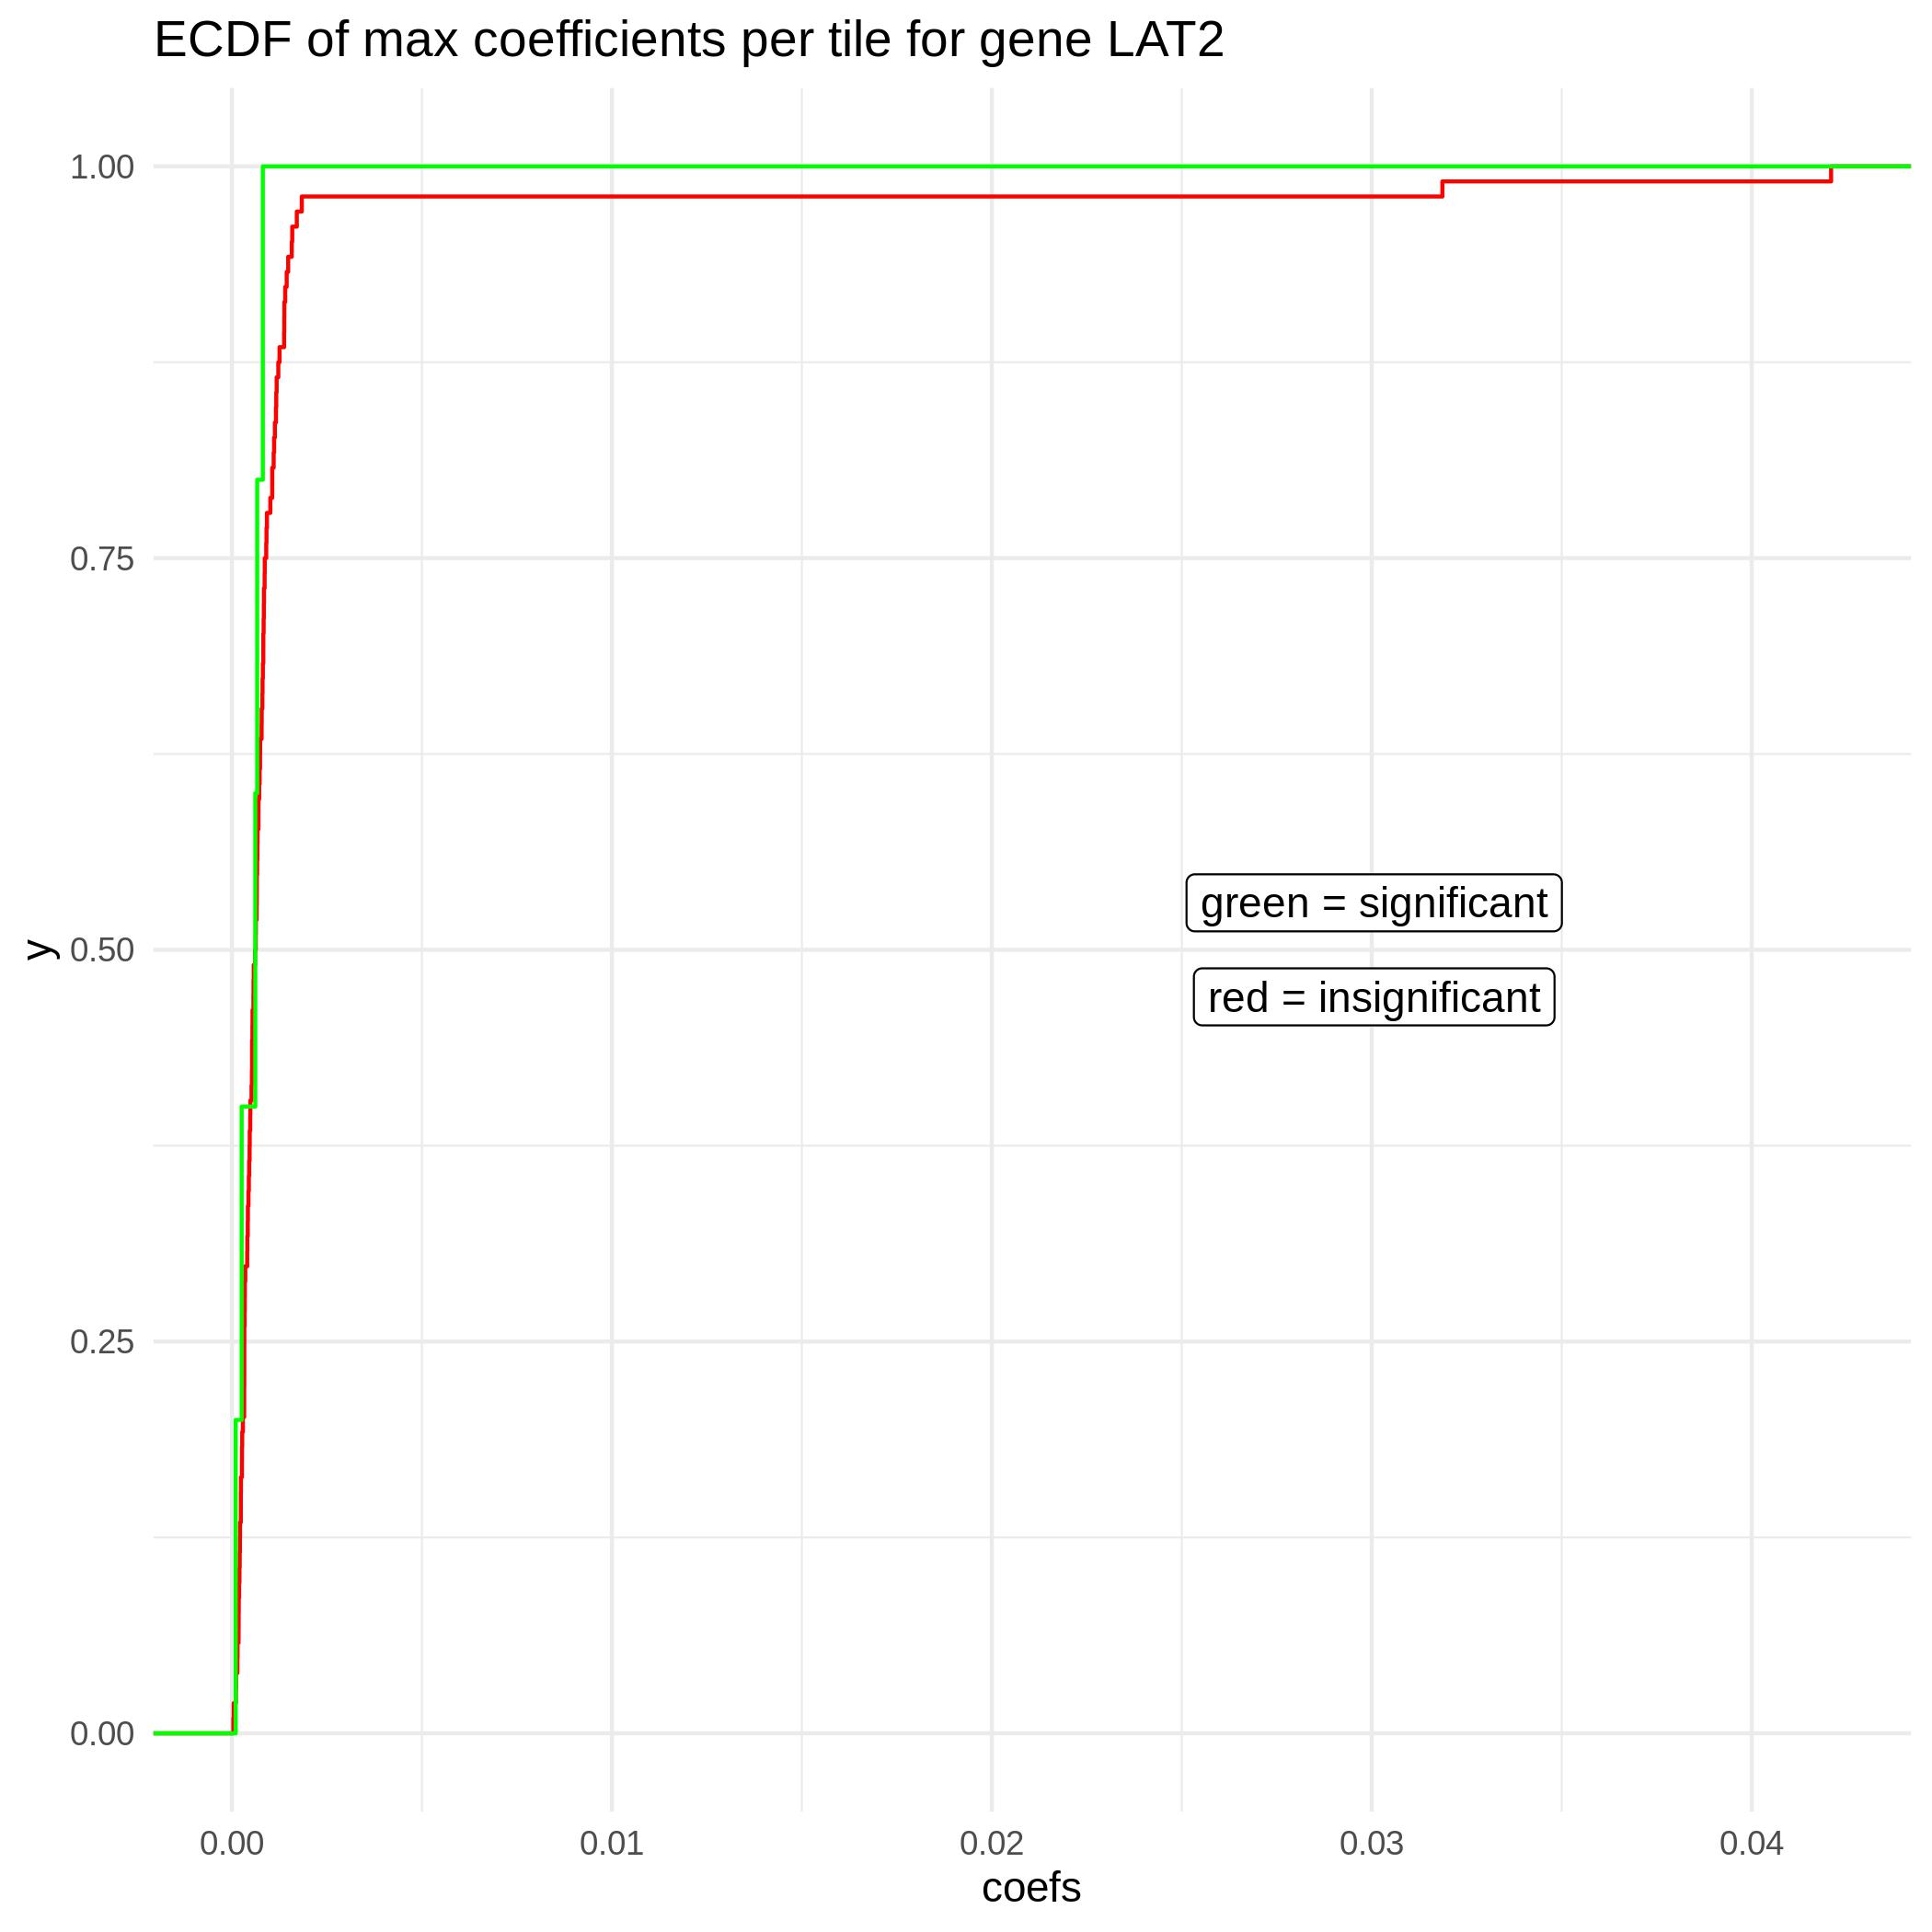 ECDF of max coefficients per tile for gene LAT2
1.00
0.75
0.50
0.25
0.00
y
green = significant
red = insignificant
0.00 0.01 0.02 0.03 0.04
coefs